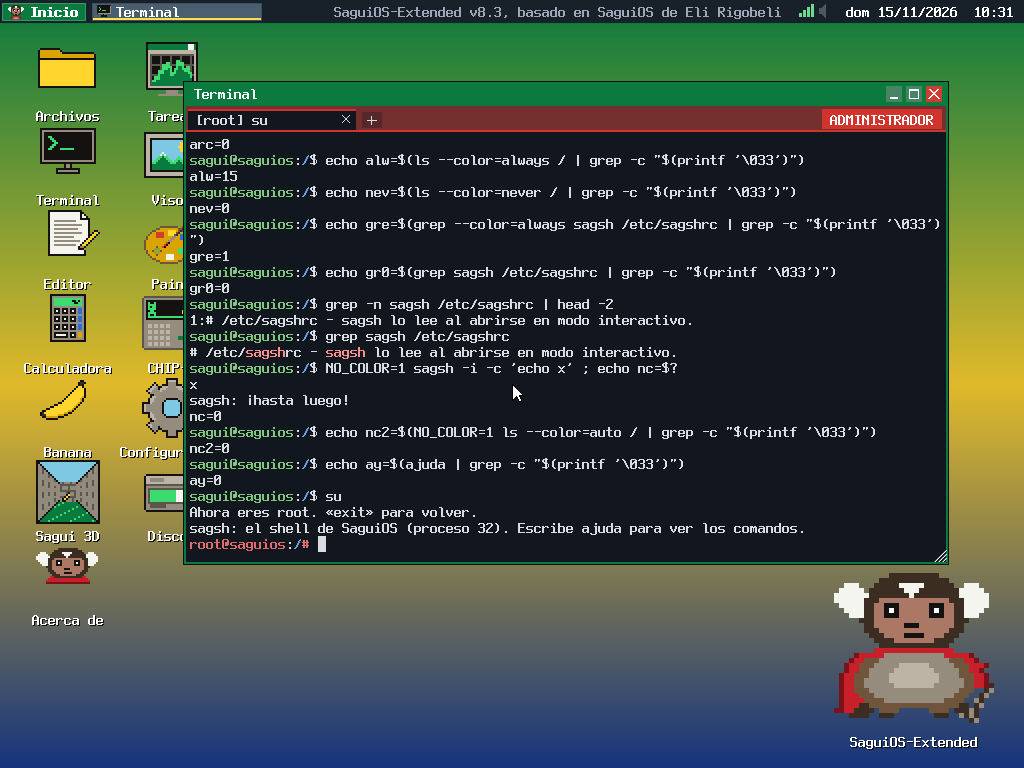 Inicio
Terminal
SaguiOS-Extended v8.3, basado en SaguiOS de Eli Rigobeli
dom 15/11/2026
10:31
Archivos
Tarea
Terminal
Viso
Editor
Pain
Calculadora
CHIP
Banana
Configur
Sagui 3D
Disco
Acerca de
Terminal
[root] su
ADMINISTRADOR
arc=0
sagui@saguios:/$ echo alw=$(ls --color=always / | grep -c "$(printf '\033')")
alw=15
sagui@saguios:/$ echo nev=$(ls --color=never / | grep -c "$(printf '\033')")
nev=0
sagui@saguios:/$ echo gre=$(grep --color=always sagsh /etc/sagshrc | grep -c "$(printf '\033')
")
gre=1
sagui@saguios:/$ echo gr0=$(grep sagsh /etc/sagshrc | grep -c "$(printf '\033')")
gr0=0
sagui@saguios:/$ grep -n sagsh /etc/sagshrc | head -2
1:# /etc/sagshrc - sagsh lo lee al abrirse en modo interactivo.
sagui@saguios:/$ grep sagsh /etc/sagshrc
# /etc/sagshrc - sagsh lo lee al abrirse en modo interactivo.
sagui@saguios:/$ NO_COLOR=1 sagsh -i -c 'echo x' ; echo nc=$?
x
sagsh: ¡hasta luego!
nc=0
sagui@saguios:/$ echo nc2=$(NO_COLOR=1 ls --color=auto / | grep -c "$(printf '\033')")
nc2=0
sagui@saguios:/$ echo ay=$(ajuda | grep -c "$(printf '\033')")
ay=0
sagui@saguios:/$ su
Ahora eres root. «exit» para volver.
sagsh: el shell de SaguiOS (proceso 32). Escribe ajuda para ver los comandos.
root@saguios:/#
SaguiOS-Extended